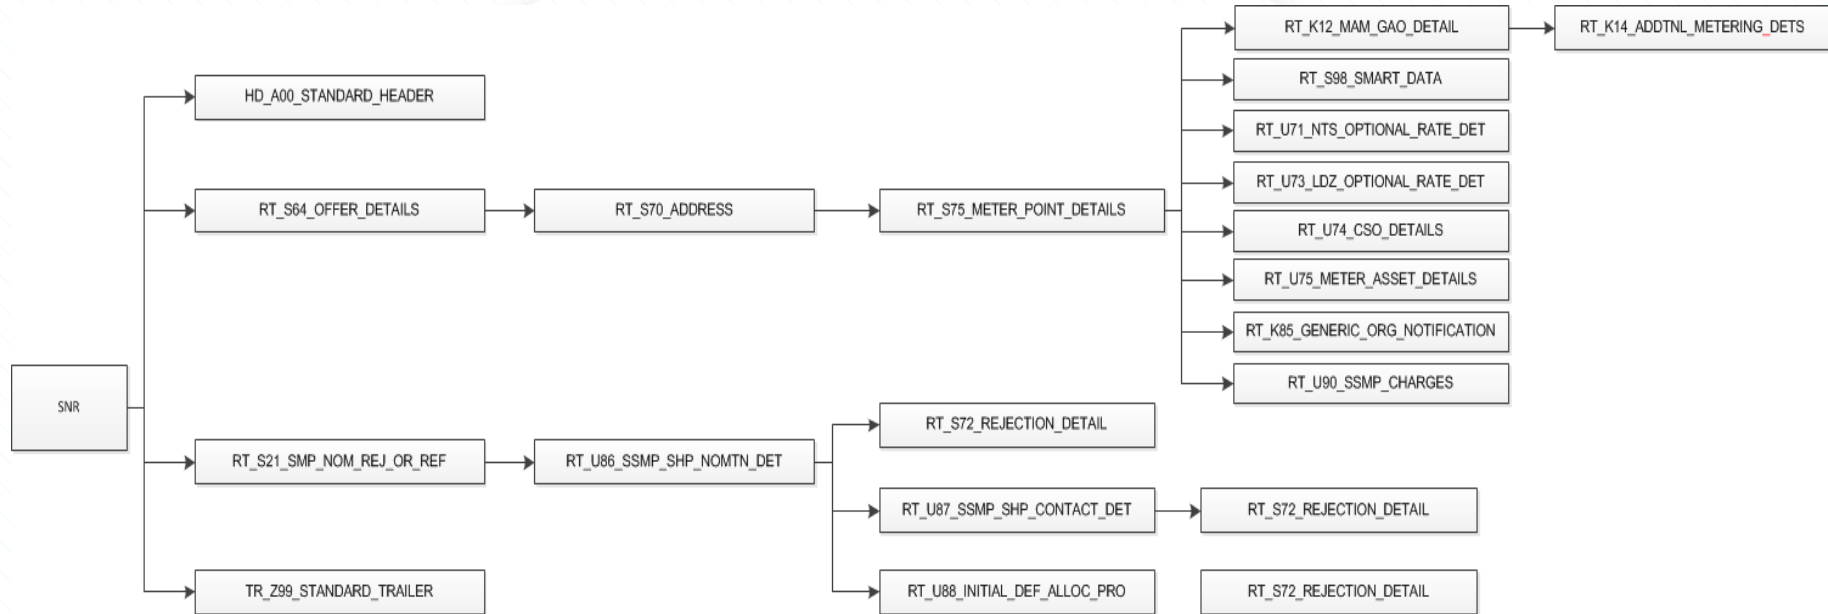 RT_K12_MAM_GAO_DETAIL
RT_K14_ADDTNL_METERING_DETS
HD_A00_STANDARD_HEADER
RT_S98_SMART_DATA
RT_U71_NTS_OPTIONAL_RATE_DET
RT_U73_LDZ_OPTIONAL_RATE_DET
RT_S64_OFFER_DETAILS
RT_S70_ADDRESS
RT_S75_METER_POINT_DETAILS
RT_U74_CSO_DETAILS
RT_U75_METER_ASSET_DETAILS
RT_K85_GENERIC_ORG_NOTIFICATION
RT_U90_SSMP_CHARGES
SNR
RT_S72_REJECTION_DETAIL
RT_S21_SMP_NOM_REJ_OR_REF
RT_U86_SSMP_SHP_NOMTN_DET
RT_U87_SSMP_SHP_CONTACT_DET
RT_S72_REJECTION_DETAIL
TR_Z99_STANDARD_TRAILER
RT_U88_INITIAL_DEF_ALLOC_PRO
RT_S72_REJECTION_DETAIL